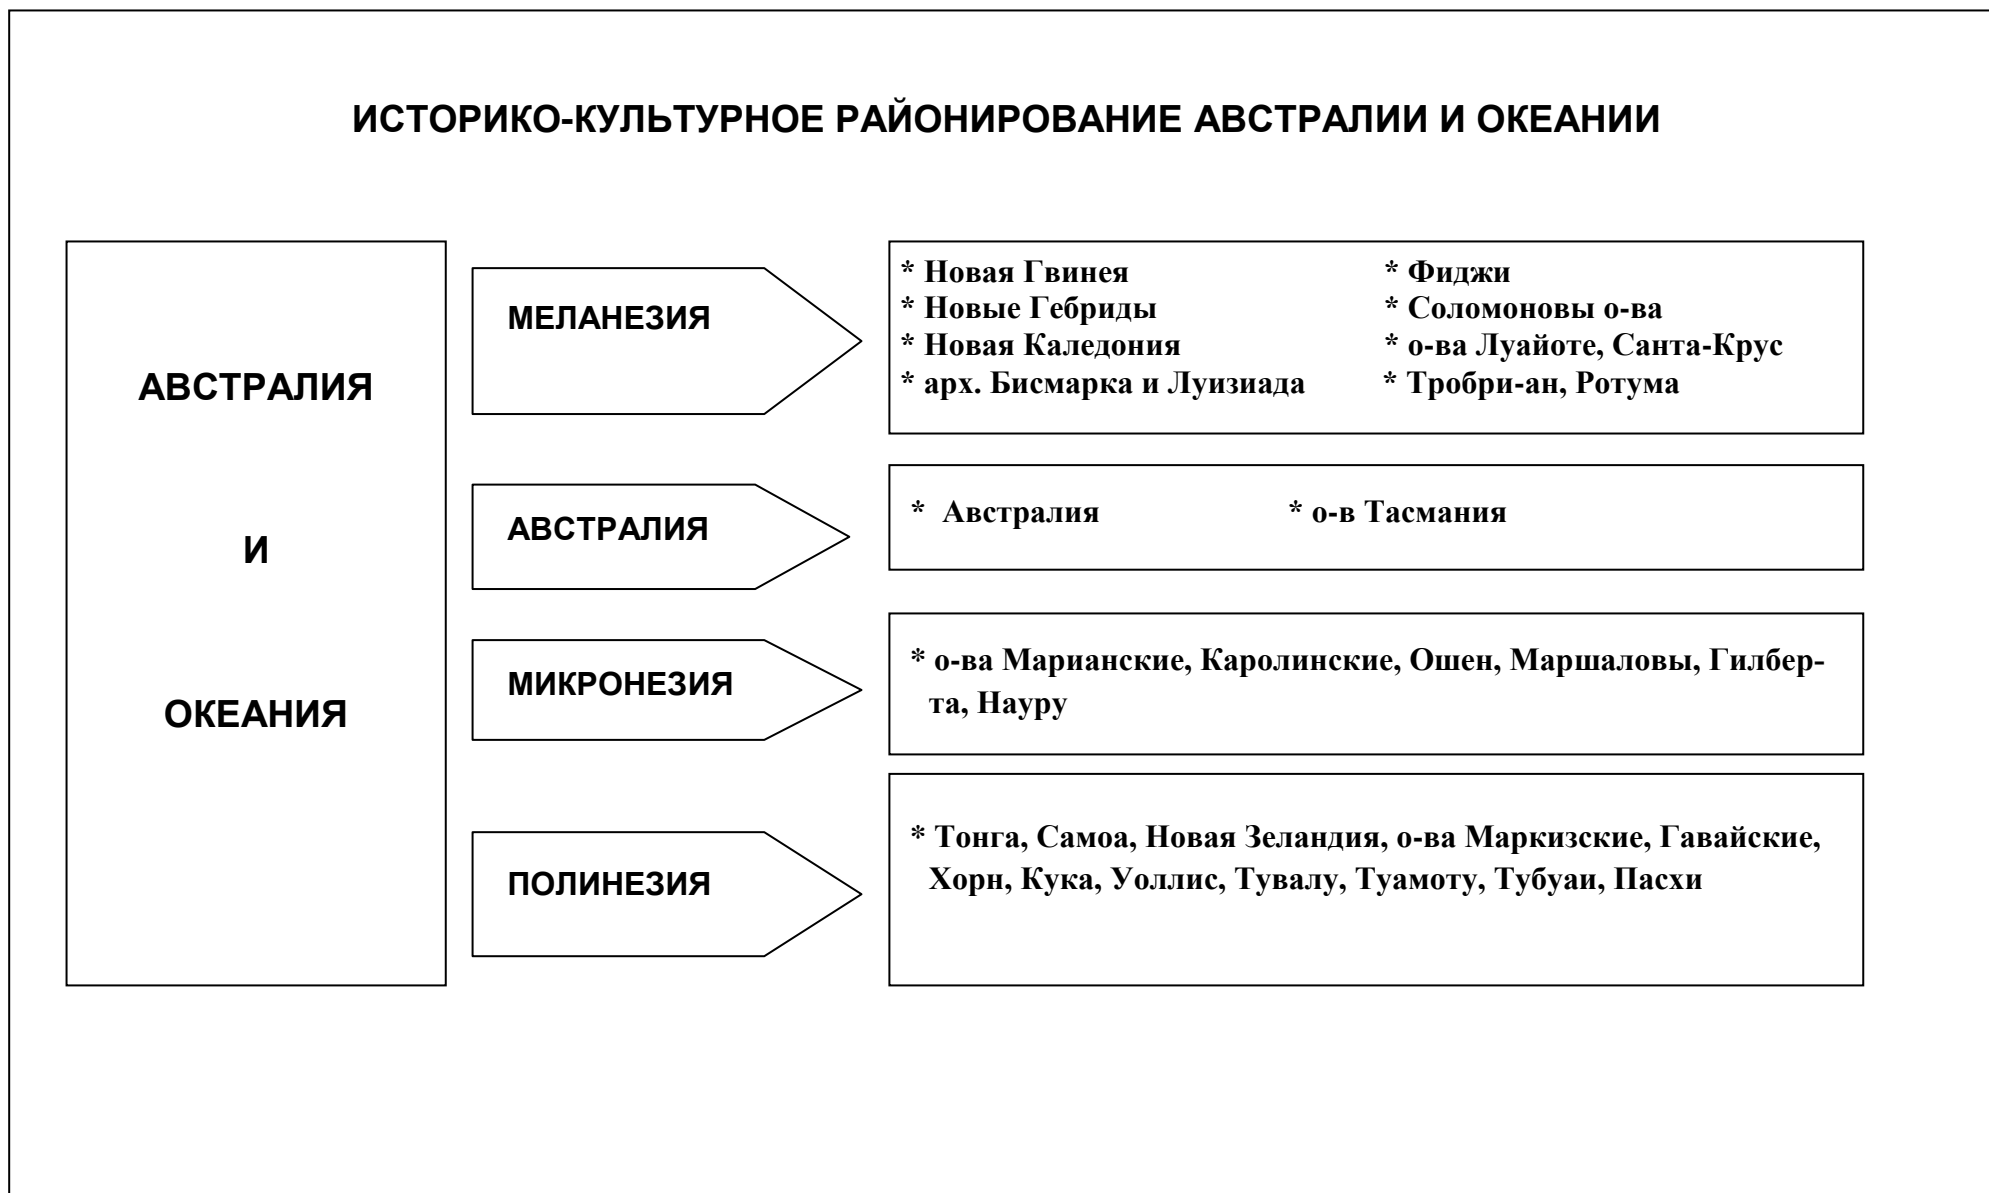 ИСТОРИКО-КУЛЬТУРНОЕ РАЙОНИРОВАНИЕ АВСТРАЛИИ И ОКЕАНИИ
АВСТРАЛИЯ
И
ОКЕАНИЯ
МЕЛАНЕЗИЯ
* Новая Гвинея * Фиджи
* Новые Гебриды * Соломоновы о-ва
* Новая Каледония * о-ва Луайоте, Санта-Крус
* арх. Бисмарка и Луизиада * Тробри-ан, Ротума
АВСТРАЛИЯ
* Австралия * о-в Тасмания
МИКРОНЕЗИЯ
* о-ва Марианские, Каролинские, Ошен, Маршаловы, Гилбер-
та, Науру
ПОЛИНЕЗИЯ
* Тонга, Самоа, Новая Зеландия, о-ва Маркизские, Гавайские,
Хорн, Кука, Уоллис, Тувалу, Туамоту, Тубуаи, Пасхи